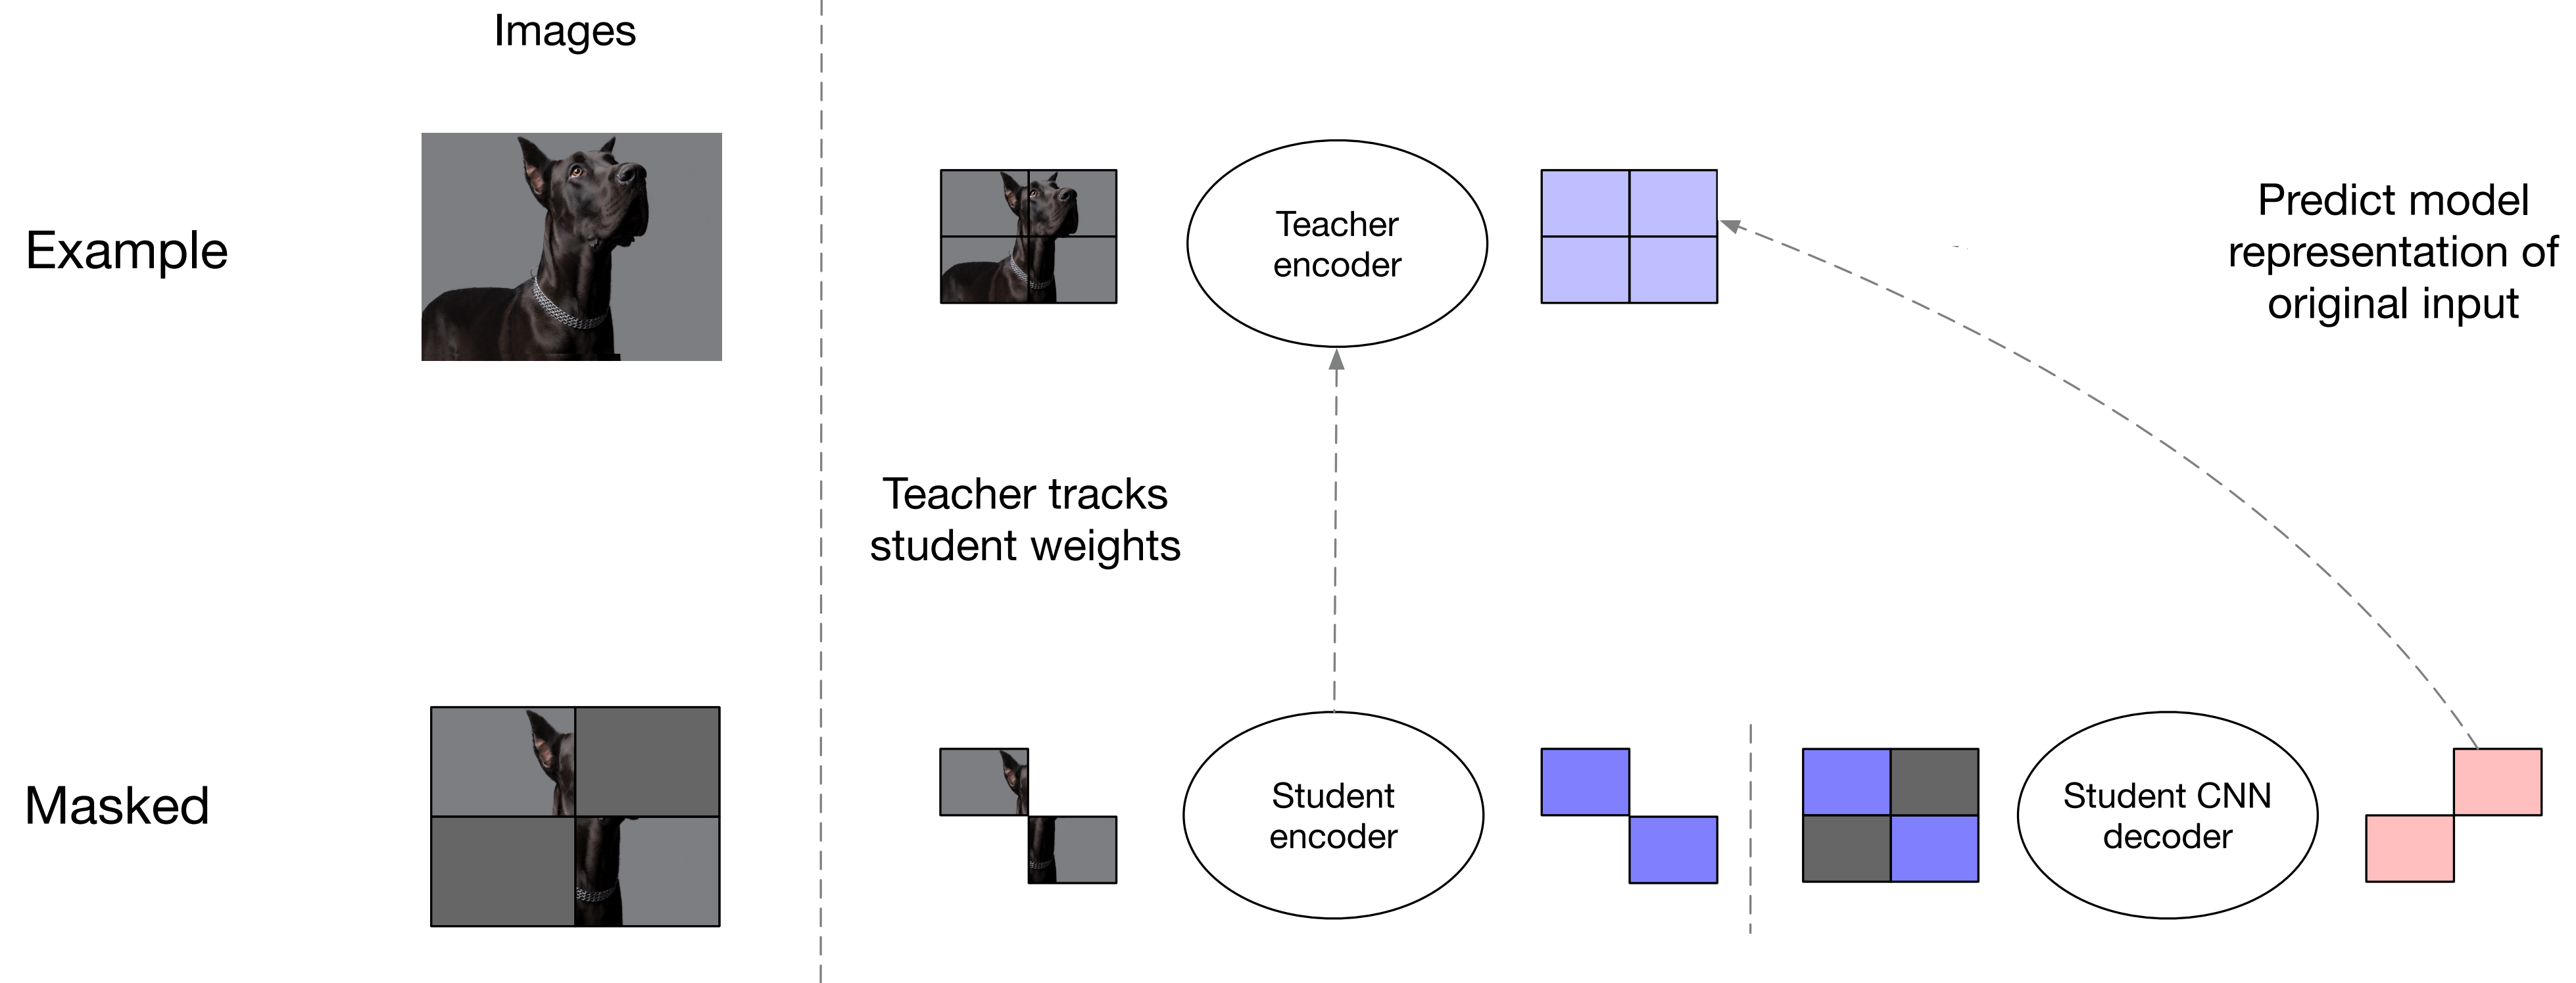 Images
Example
Teacher
encoder
Predict model
representation of
original input
Teacher tracks
student weights
Masked
Student
encoder
Student CNN
decoder